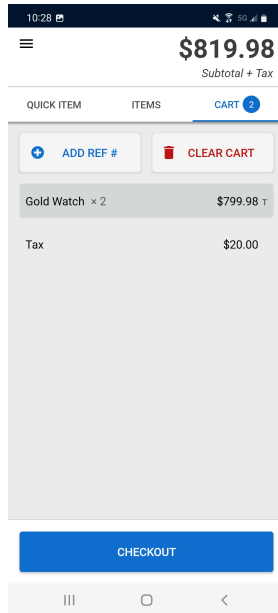 10:28 5G
$819.98
Subtotal + Tax
QUICK ITEM ITEMS CART 2
ADD REF # CLEAR CART
Gold Watch × 2 $799.98 T
Tax $20.00
CHECKOUT